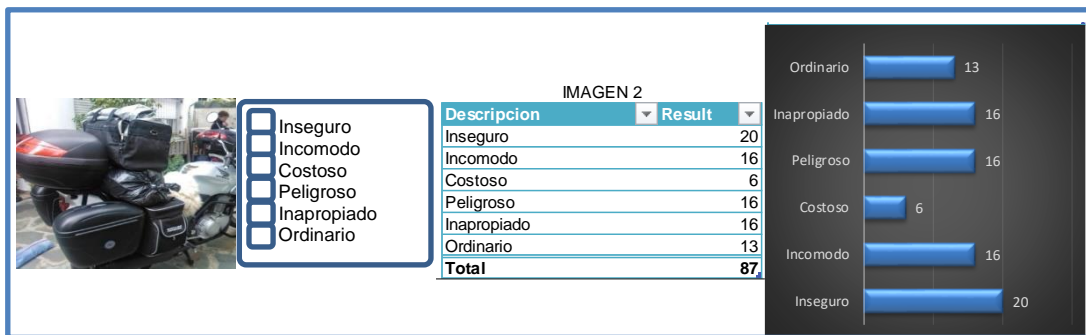 Inseguro
Incomodo
Costoso
Peligroso
Inapropiado
Ordinario
IMAGEN 2
Descripcion Result
Inseguro 20
Incomodo 16
Costoso 6
Peligroso 16
Inapropiado 16
Ordinario 13
Total 87
Ordinario 13
Inapropiado 16
Peligroso 16
Costoso 6
Incomodo 16
Inseguro 20